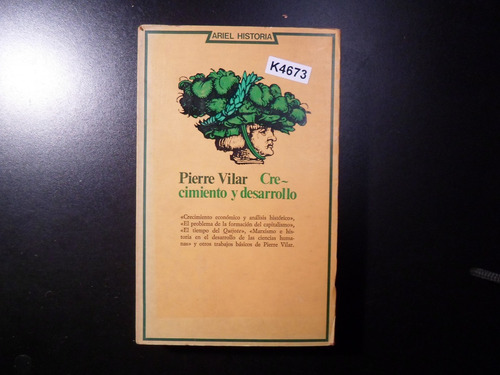 ARIEL HISTORIA
K4673
Pierre Vilar Cre~
cimiento y desarrollo
«Crecimiento económico y análisis histórico»,
«El problema de la formación del capitalismo»,
«El tiempo del Quijote», «Marxismo e his-
toria en el desarrollo de las ciencias huma-
nas» y otros trabajos básicos de Pierre Vilar.